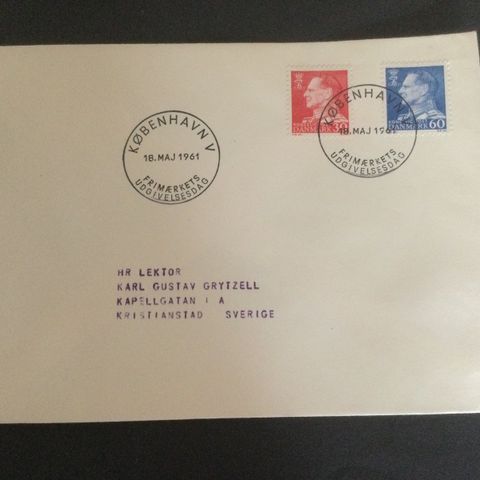 KØBENHAVN V
18.MAJ 1961
FRIMÆRKETS
UDGIVELSESDAG
DANMARK 30
DANMARK 60
KØBENHAVN V
18.MAJ 1961
FRIMÆRKETS
UDGIVELSESDAG
HR LEKTOR
KARL GUSTAV GRYTZELL
KAPELLGATAN 1 A
KRISTIANSTAD SVERIGE